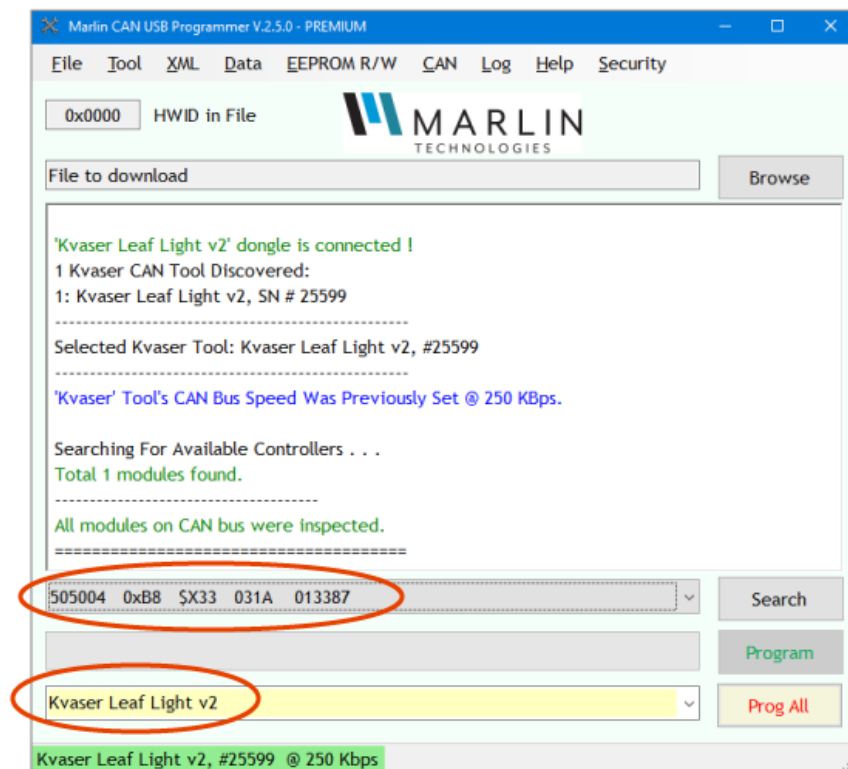 Marlin CAN USB Programmer V.2.5.0 - PREMIUM
File Tool XML Data EEPROM R/W CAN Log Help Security
0x0000 HWID in File
MARLIN
TECHNOLOGIES
File to download Browse
'Kvaser Leaf Light v2' dongle is connected !
1 Kvaser CAN Tool Discovered:
1: Kvaser Leaf Light v2, SN # 25599
--------------------------------------------------
Selected Kvaser Tool: Kvaser Leaf Light v2, #25599
--------------------------------------------------
'Kvaser' Tool's CAN Bus Speed Was Previously Set @ 250 KBps.
Searching For Available Controllers . . .
Total 1 modules found.
-------------------------------------
All modules on CAN bus were inspected.
======================================
505004 0xB8 $X33 031A 013387 Search
Program
Kvaser Leaf Light v2 Prog All
Kvaser Leaf Light v2, #25599 @ 250 Kbps